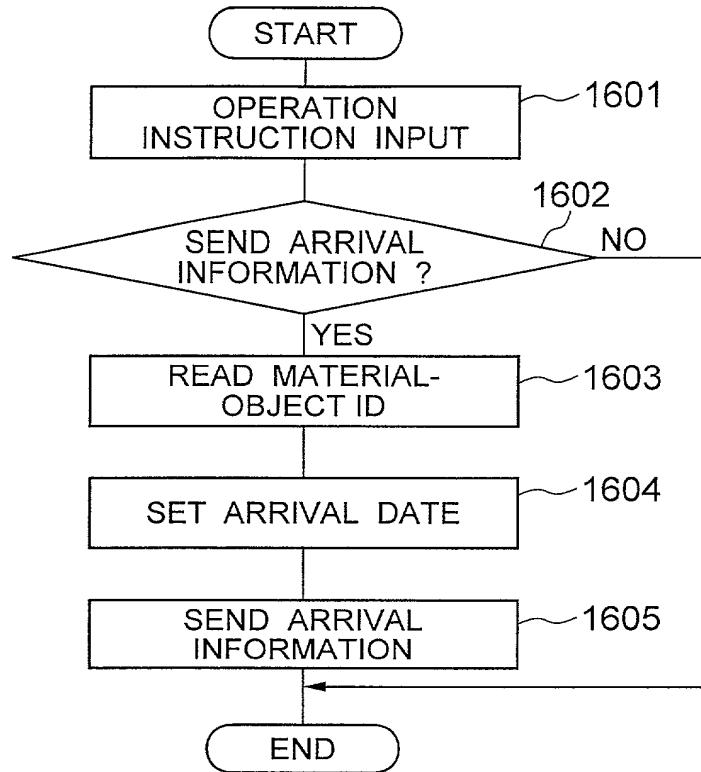 START
OPERATION
INSTRUCTION INPUT
1601
SEND ARRIVAL
INFORMATION ?
1602
NO
YES
READ MATERIAL-
OBJECT ID
1603
SET ARRIVAL DATE
1604
SEND ARRIVAL
INFORMATION
1605
END